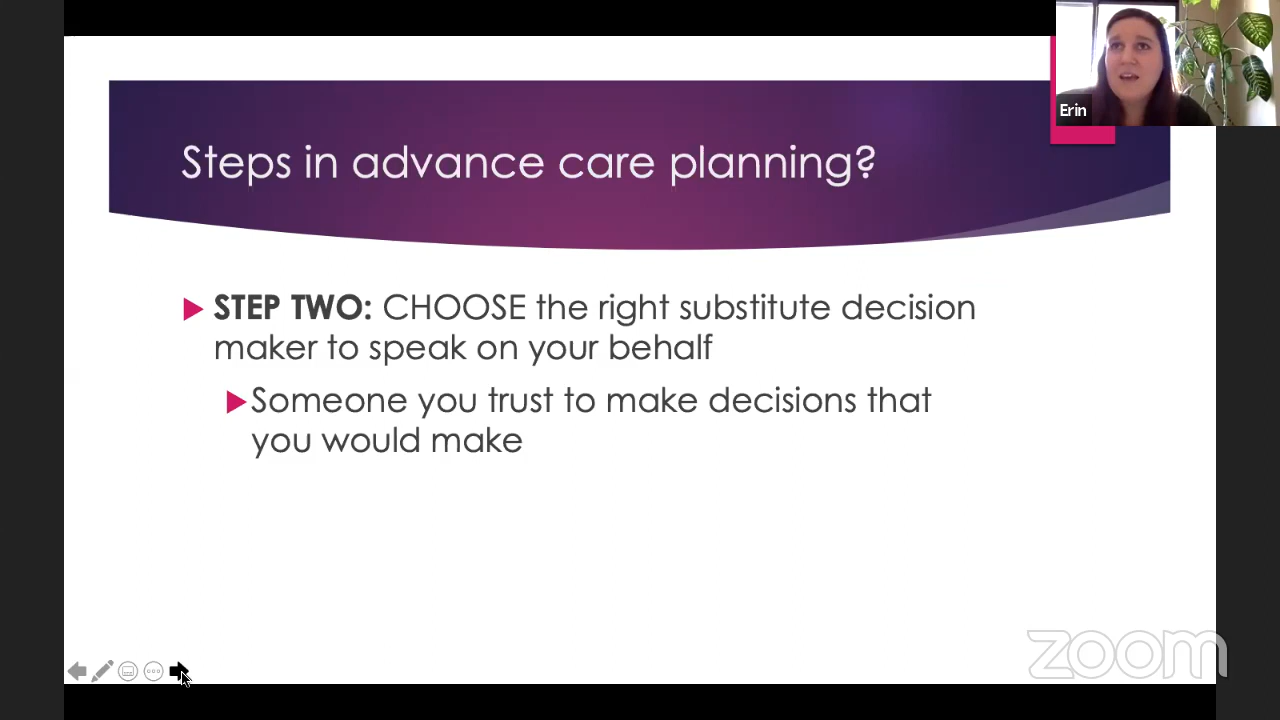 Erin
Steps in advance care planning?
STEP TWO: CHOOSE the right substitute decision
maker to speak on your behalf
Someone you trust to make decisions that
you would make
zoom